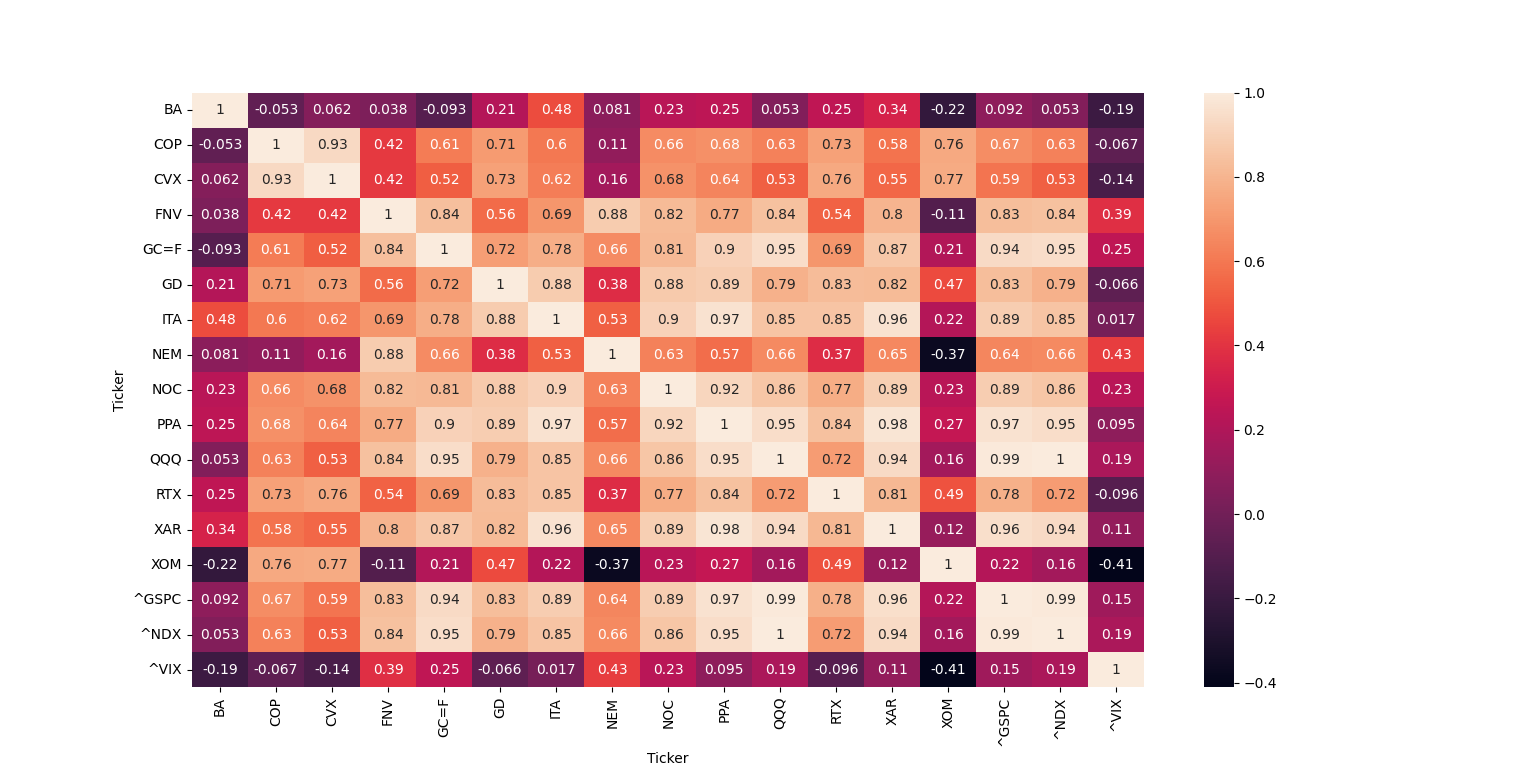 BA 1 -0.053 0.062 0.038 -0.093 0.21 0.48 0.081 0.23 0.25 0.053 0.25 0.34 -0.22 0.092 0.053 -0.19 1.0
COP -0.053 1 0.93 0.42 0.61 0.71 0.6 0.11 0.66 0.68 0.63 0.73 0.58 0.76 0.67 0.63 -0.067
CVX 0.062 0.93 1 0.42 0.52 0.73 0.62 0.16 0.68 0.64 0.53 0.76 0.55 0.77 0.59 0.53 -0.14 0.8
FNV 0.038 0.42 0.42 1 0.84 0.56 0.69 0.88 0.82 0.77 0.84 0.54 0.8 -0.11 0.83 0.84 0.39
GC=F -0.093 0.61 0.52 0.84 1 0.72 0.78 0.66 0.81 0.9 0.95 0.69 0.87 0.21 0.94 0.95 0.25 0.6
GD 0.21 0.71 0.73 0.56 0.72 1 0.88 0.38 0.88 0.89 0.79 0.83 0.82 0.47 0.83 0.79 -0.066
ITA 0.48 0.6 0.62 0.69 0.78 0.88 1 0.53 0.9 0.97 0.85 0.85 0.96 0.22 0.89 0.85 0.017
NEM 0.081 0.11 0.16 0.88 0.66 0.38 0.53 1 0.63 0.57 0.66 0.37 0.65 -0.37 0.64 0.66 0.43 0.4
Ticker
NOC 0.23 0.66 0.68 0.82 0.81 0.88 0.9 0.63 1 0.92 0.86 0.77 0.89 0.23 0.89 0.86 0.23
PPA 0.25 0.68 0.64 0.77 0.9 0.89 0.97 0.57 0.92 1 0.95 0.84 0.98 0.27 0.97 0.95 0.095 0.2
QQQ 0.053 0.63 0.53 0.84 0.95 0.79 0.85 0.66 0.86 0.95 1 0.72 0.94 0.16 0.99 1 0.19
RTX 0.25 0.73 0.76 0.54 0.69 0.83 0.85 0.37 0.77 0.84 0.72 1 0.81 0.49 0.78 0.72 -0.096
XAR 0.34 0.58 0.55 0.8 0.87 0.82 0.96 0.65 0.89 0.98 0.94 0.81 1 0.12 0.96 0.94 0.11 0.0
XOM -0.22 0.76 0.77 -0.11 0.21 0.47 0.22 -0.37 0.23 0.27 0.16 0.49 0.12 1 0.22 0.16 -0.41
^GSPC 0.092 0.67 0.59 0.83 0.94 0.83 0.89 0.64 0.89 0.97 0.99 0.78 0.96 0.22 1 0.99 0.15 −0.2
^NDX 0.053 0.63 0.53 0.84 0.95 0.79 0.85 0.66 0.86 0.95 1 0.72 0.94 0.16 0.99 1 0.19
^VIX -0.19 -0.067 -0.14 0.39 0.25 -0.066 0.017 0.43 0.23 0.095 0.19 -0.096 0.11 -0.41 0.15 0.19 1 −0.4
BA COP CVX FNV GC=F GD ITA NEM NOC PPA QQQ RTX XAR XOM ^GSPC ^NDX ^VIX
Ticker